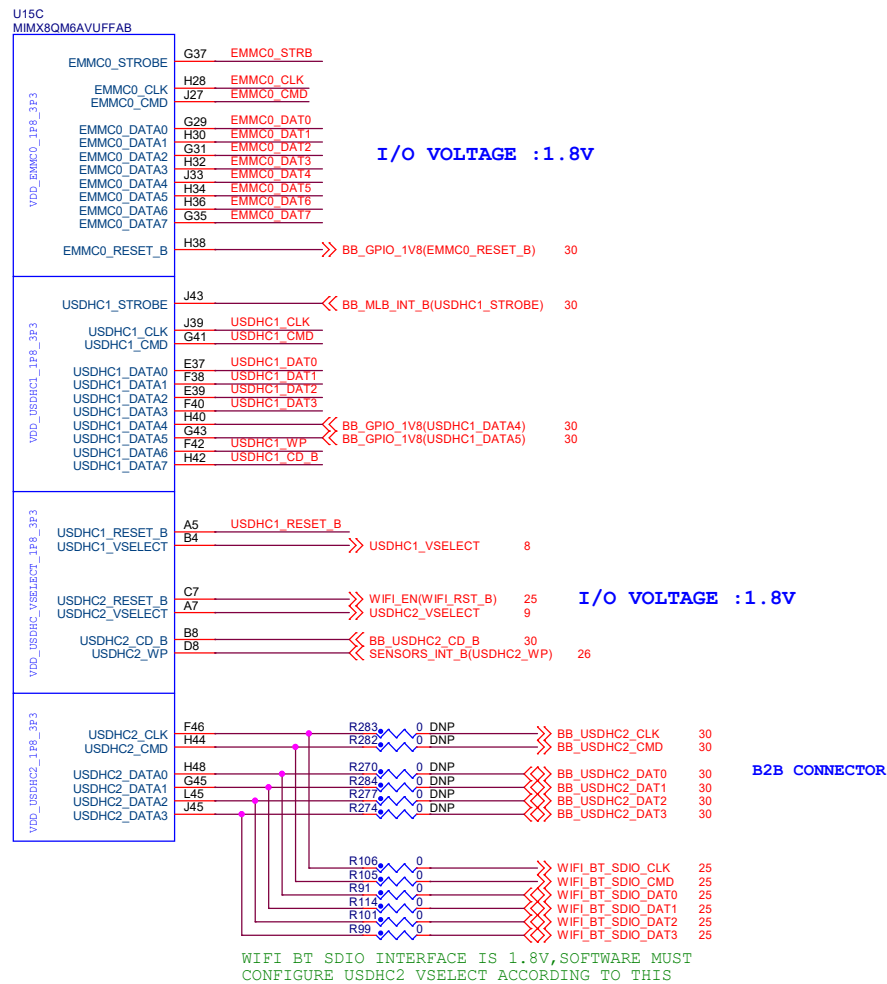 U15C
MIMX8QM6AVUFFAB
VDD_EMMC0_1P8_3P3
EMMC0_STROBE G37 EMMC0_STRB
EMMC0_CLK H28 EMMC0_CLK
EMMC0_CMD J27 EMMC0_CMD
EMMC0_DATA0 G29 EMMC0_DAT0
EMMC0_DATA1 H30 EMMC0_DAT1
EMMC0_DATA2 G31 EMMC0_DAT2
EMMC0_DATA3 H32 EMMC0_DAT3
EMMC0_DATA4 J33 EMMC0_DAT4
EMMC0_DATA5 H34 EMMC0_DAT5
EMMC0_DATA6 H36 EMMC0_DAT6
EMMC0_DATA7 G35 EMMC0_DAT7
I/O VOLTAGE :1.8V
EMMC0_RESET_B H38 BB_GPIO_1V8(EMMC0_RESET_B) 30
VDD_USDHC1_1P8_3P3
USDHC1_STROBE J43 BB_MLB_INT_B(USDHC1_STROBE) 30
USDHC1_CLK J39 USDHC1_CLK
USDHC1_CMD G41 USDHC1_CMD
USDHC1_DATA0 E37 USDHC1_DAT0
USDHC1_DATA1 F38 USDHC1_DAT1
USDHC1_DATA2 E39 USDHC1_DAT2
USDHC1_DATA3 F40 USDHC1_DAT3
USDHC1_DATA4 H40 BB_GPIO_1V8(USDHC1_DATA4) 30
USDHC1_DATA5 G43 BB_GPIO_1V8(USDHC1_DATA5) 30
USDHC1_DATA6 F42 USDHC1_WP
USDHC1_DATA7 H42 USDHC1_CD_B
VDD_USDHC_VSELECT_1P8_3P3
USDHC1_RESET_B A5 USDHC1_RESET_B
USDHC1_VSELECT B4 USDHC1_VSELECT 8
USDHC2_RESET_B C7 WIFI_EN(WIFI_RST_B) 25
USDHC2_VSELECT A7 USDHC2_VSELECT 9
I/O VOLTAGE :1.8V
USDHC2_CD_B B8 BB_USDHC2_CD_B 30
USDHC2_WP D8 SENSORS_INT_B(USDHC2_WP) 26
VDD_USDHC2_1P8_3P3
USDHC2_CLK F46 R283 0 DNP BB_USDHC2_CLK 30
USDHC2_CMD H44 R282 0 DNP BB_USDHC2_CMD 30
USDHC2_DATA0 H48 R270 0 DNP BB_USDHC2_DAT0 30
USDHC2_DATA1 G45 R284 0 DNP BB_USDHC2_DAT1 30
USDHC2_DATA2 L45 R277 0 DNP BB_USDHC2_DAT2 30
USDHC2_DATA3 J45 R274 0 DNP BB_USDHC2_DAT3 30
B2B CONNECTOR
R106 0 WIFI_BT_SDIO_CLK 25
R105 0 WIFI_BT_SDIO_CMD 25
R91 0 WIFI_BT_SDIO_DAT0 25
R114 0 WIFI_BT_SDIO_DAT1 25
R101 0 WIFI_BT_SDIO_DAT2 25
R99 0 WIFI_BT_SDIO_DAT3 25
WIFI BT SDIO INTERFACE IS 1.8V,SOFTWARE MUST
CONFIGURE USDHC2 VSELECT ACCORDING TO THIS